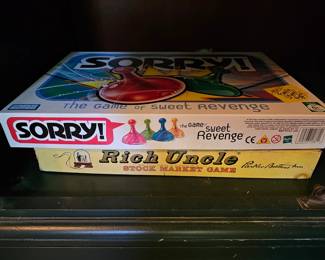 SORRY!
The Game of Sweet Revenge
SORRY!
The Game of Sweet Revenge
Rich Uncle
STOCK MARKET GAME
Parker Brothers Inc